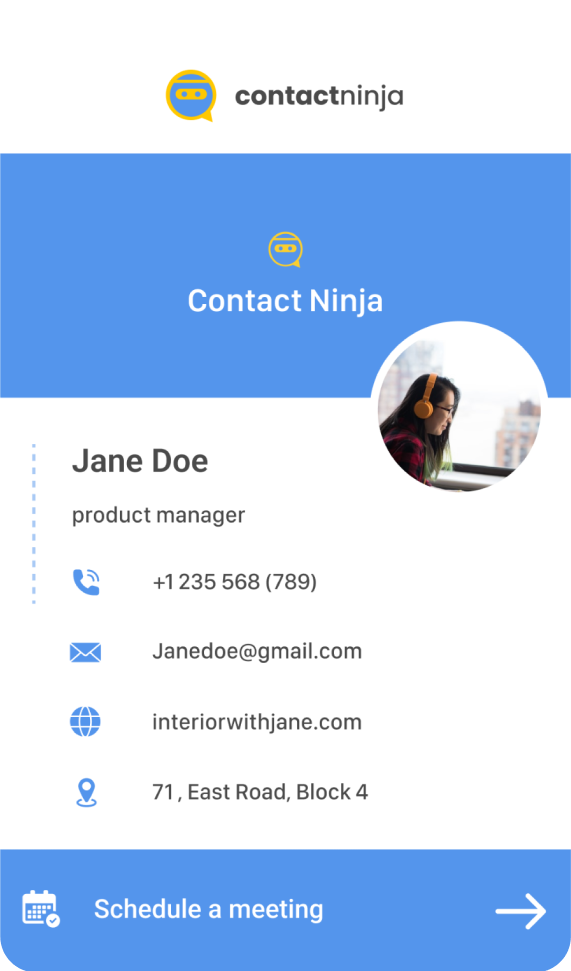 contactninja
Contact Ninja
Jane Doe
product manager
+1 235 568 (789)
Janedoe@gmail.com
interiorwithjane.com
71, East Road, Block 4
Schedule a meeting